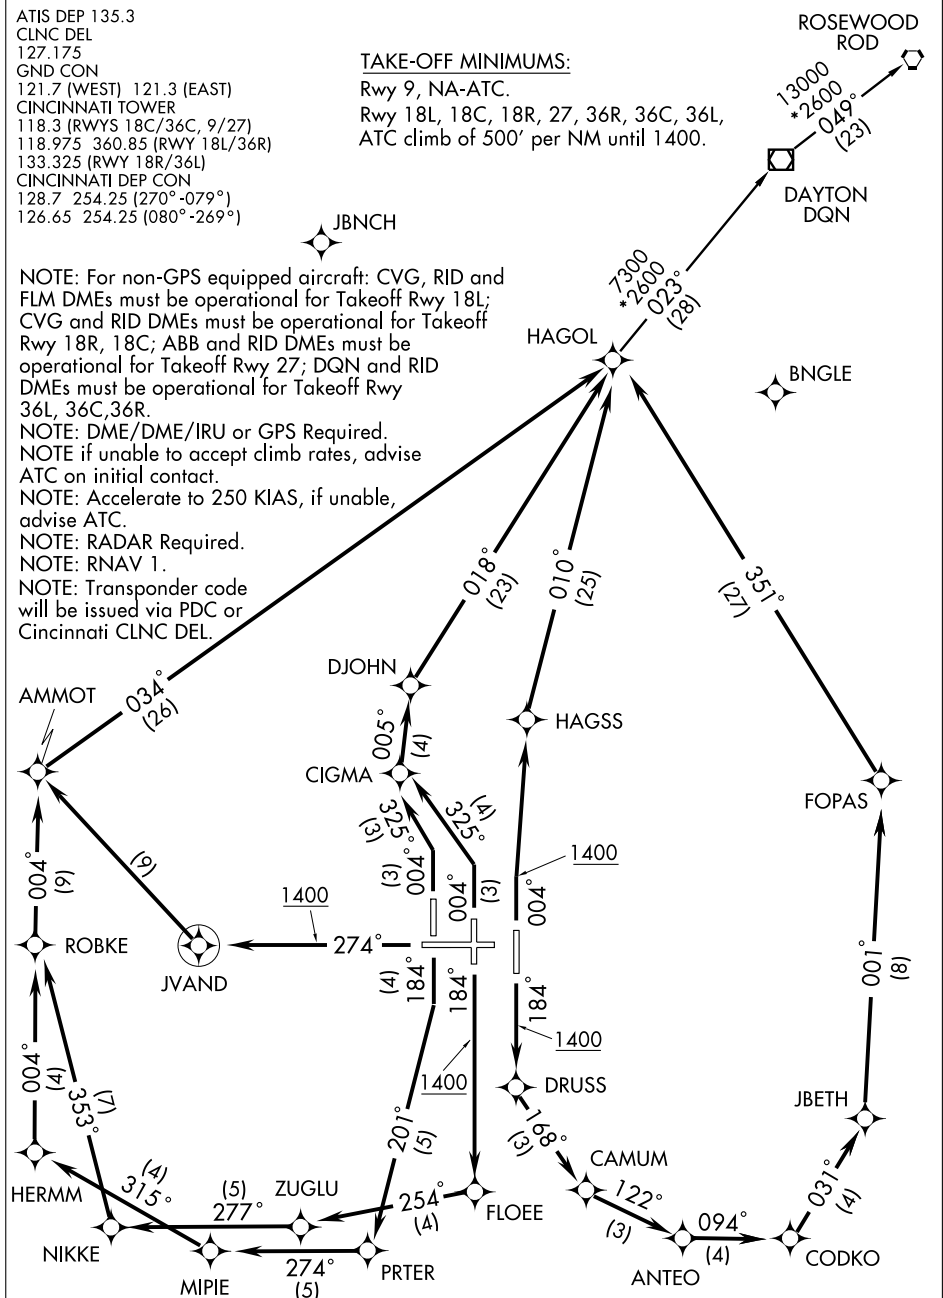 ATIS DEP 135.3
CLNC DEL
127.175
GND CON
121.7 (WEST) 121.3 (EAST)
CINCINNATI TOWER
118.3 (RWYS 18C/36C, 9/27)
118.975 360.85 (RWY 18L/36R)
133.325 (RWY 18R/36L)
CINCINNATI DEP CON
128.7 254.25 (270°-079°)
126.65 254.25 (080°-269°)
TAKE-OFF MINIMUMS:
Rwy 9, NA-ATC.
Rwy 18L, 18C, 18R, 27, 36R, 36C, 36L,
ATC climb of 500' per NM until 1400.
ROSEWOOD
ROD
13000
*2600
049°
(23)
DAYTON
DQN
JBNCH
7300
*2600
023°
(28)
HAGOL
BNGLE
NOTE: For non-GPS equipped aircraft: CVG, RID and
FLM DMEs must be operational for Takeoff Rwy 18L;
CVG and RID DMEs must be operational for Takeoff
Rwy 18R, 18C; ABB and RID DMEs must be
operational for Takeoff Rwy 27; DQN and RID
DMEs must be operational for Takeoff Rwy
36L, 36C,36R.
NOTE: DME/DME/IRU or GPS Required.
NOTE if unable to accept climb rates, advise
ATC on initial contact.
NOTE: Accelerate to 250 KIAS, if unable,
advise ATC.
NOTE: RADAR Required.
NOTE: RNAV 1.
NOTE: Transponder code
will be issued via PDC or
Cincinnati CLNC DEL.
018°
(23)
010°
(25)
351°
(27)
034°
(26)
AMMOT
DJOHN
HAGSS
005°
(4)
CIGMA
FOPAS
325°
(3)
(4)
325°
(3)
004°
004°
(3)
1400
004°
(9)
004°
(9)
1400
ROBKE
JVAND
274°
(4)
184°
184°
184°
1400
1400
001°
(8)
DRUSS
JBETH
004°
(4)
(7)
353°
201°
(5)
168°
(3)
CAMUM
HERMM
(4)
315°
(5)
277°
ZUGLU
254°
(4)
FLOEE
122°
(3)
094°
(4)
031°
(4)
NIKKE
MIPIE
274°
(5)
PRTER
ANTEO
CODKO